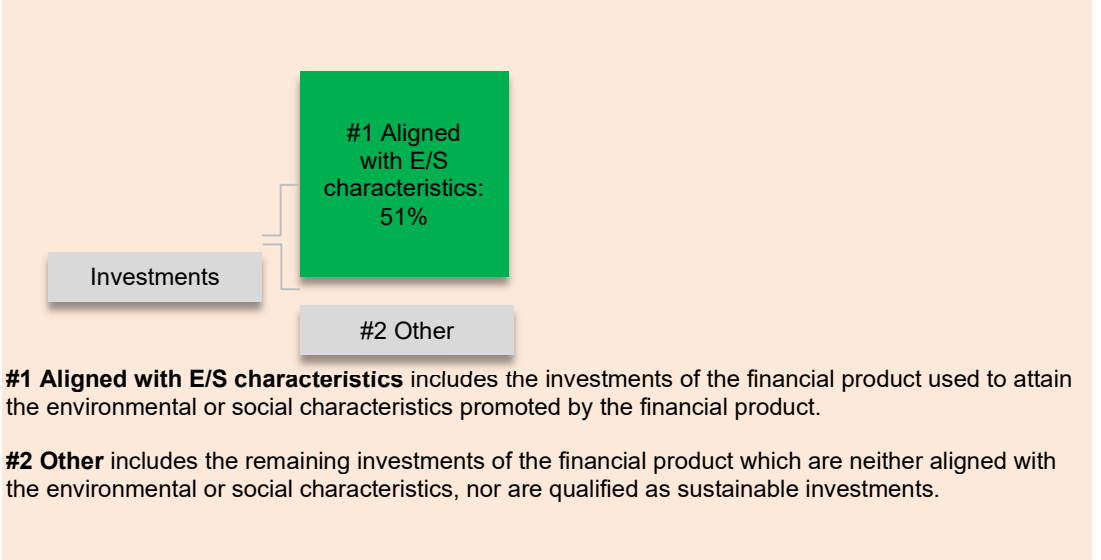 #1 Aligned
with E/S
characteristics:
51%
Investments
#2 Other
#1 Aligned with E/S characteristics includes the investments of the financial product used to attain
the environmental or social characteristics promoted by the financial product.
#2 Other includes the remaining investments of the financial product which are neither aligned with
the environmental or social characteristics, nor are qualified as sustainable investments.